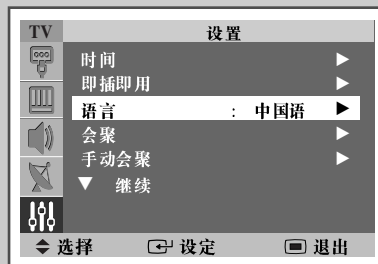 TV 设置
时间
即插即用
语言 : 中国语
会聚
手动会聚
继续
选择 设定 退出